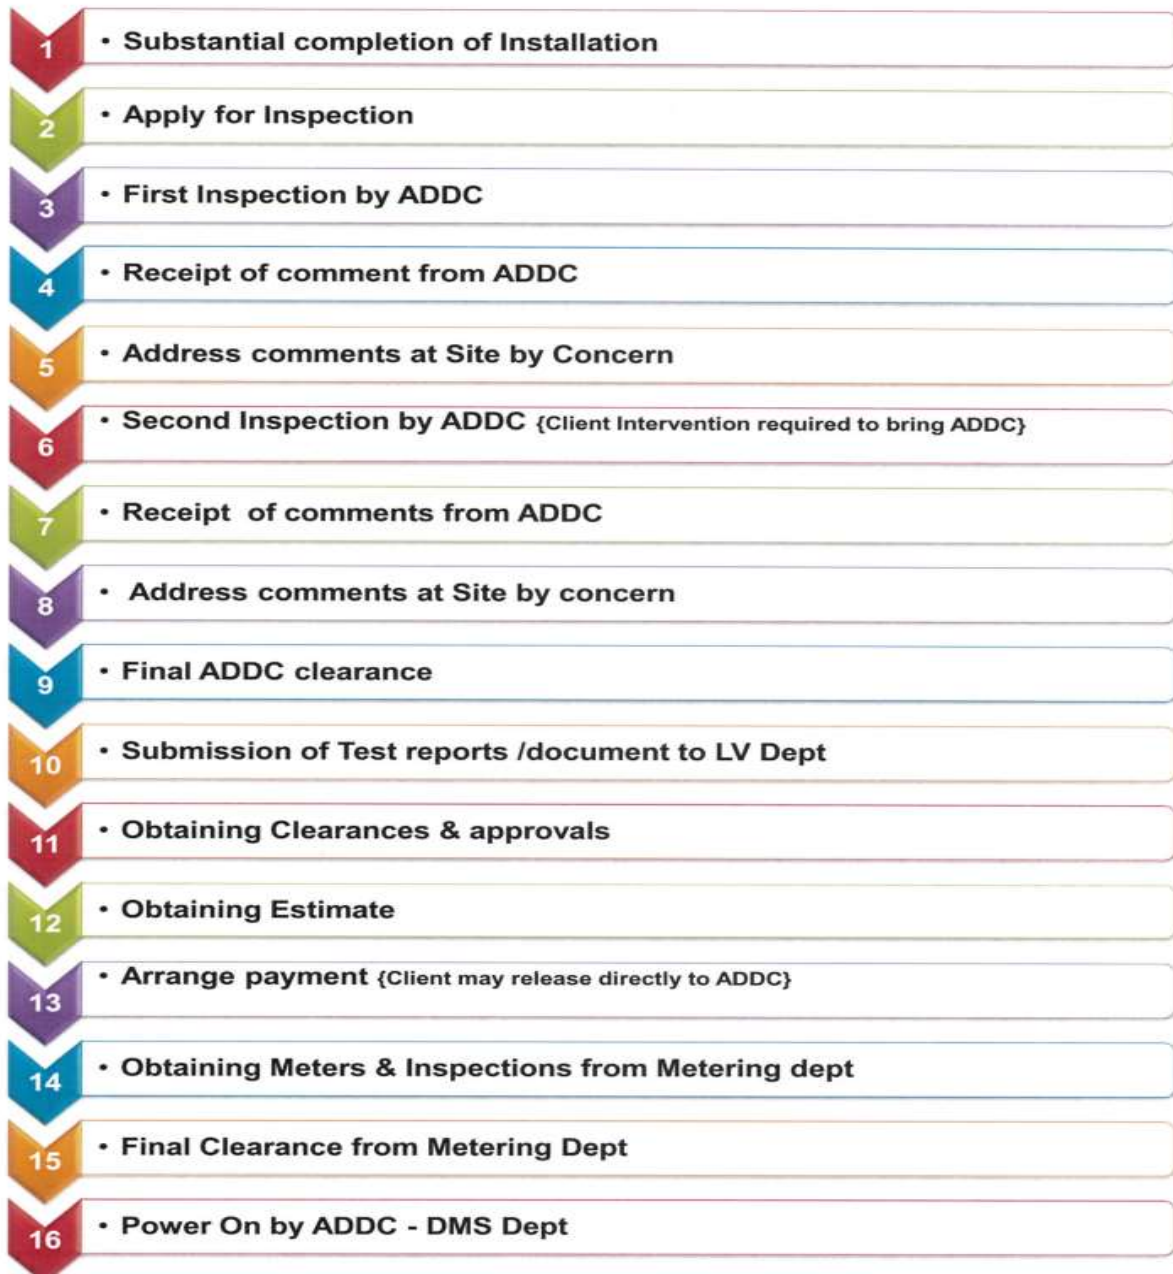 1 • Substantial completion of Installation
2 • Apply for Inspection
3 • First Inspection by ADDC
4 • Receipt of comment from ADDC
5 • Address comments at Site by Concern
6 • Second Inspection by ADDC {Client Intervention required to bring ADDC}
7 • Receipt of comments from ADDC
8 • Address comments at Site by concern
9 • Final ADDC clearance
10 • Submission of Test reports /document to LV Dept
11 • Obtaining Clearances & approvals
12 • Obtaining Estimate
13 • Arrange payment {Client may release directly to ADDC}
14 • Obtaining Meters & Inspections from Metering dept
15 • Final Clearance from Metering Dept
16 • Power On by ADDC - DMS Dept